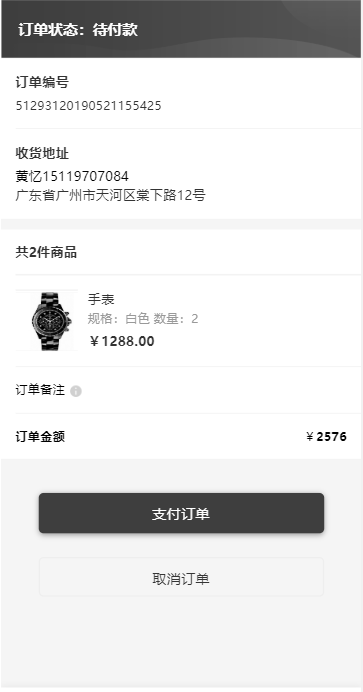 订单状态：待付款
订单编号
51293120190521155425
收货地址
黄忆15119707084
广东省广州市天河区棠下路12号
共2件商品
手表
规格：白色 数量：2
￥1288.00
订单备注
订单金额 ￥2576
支付订单
取消订单